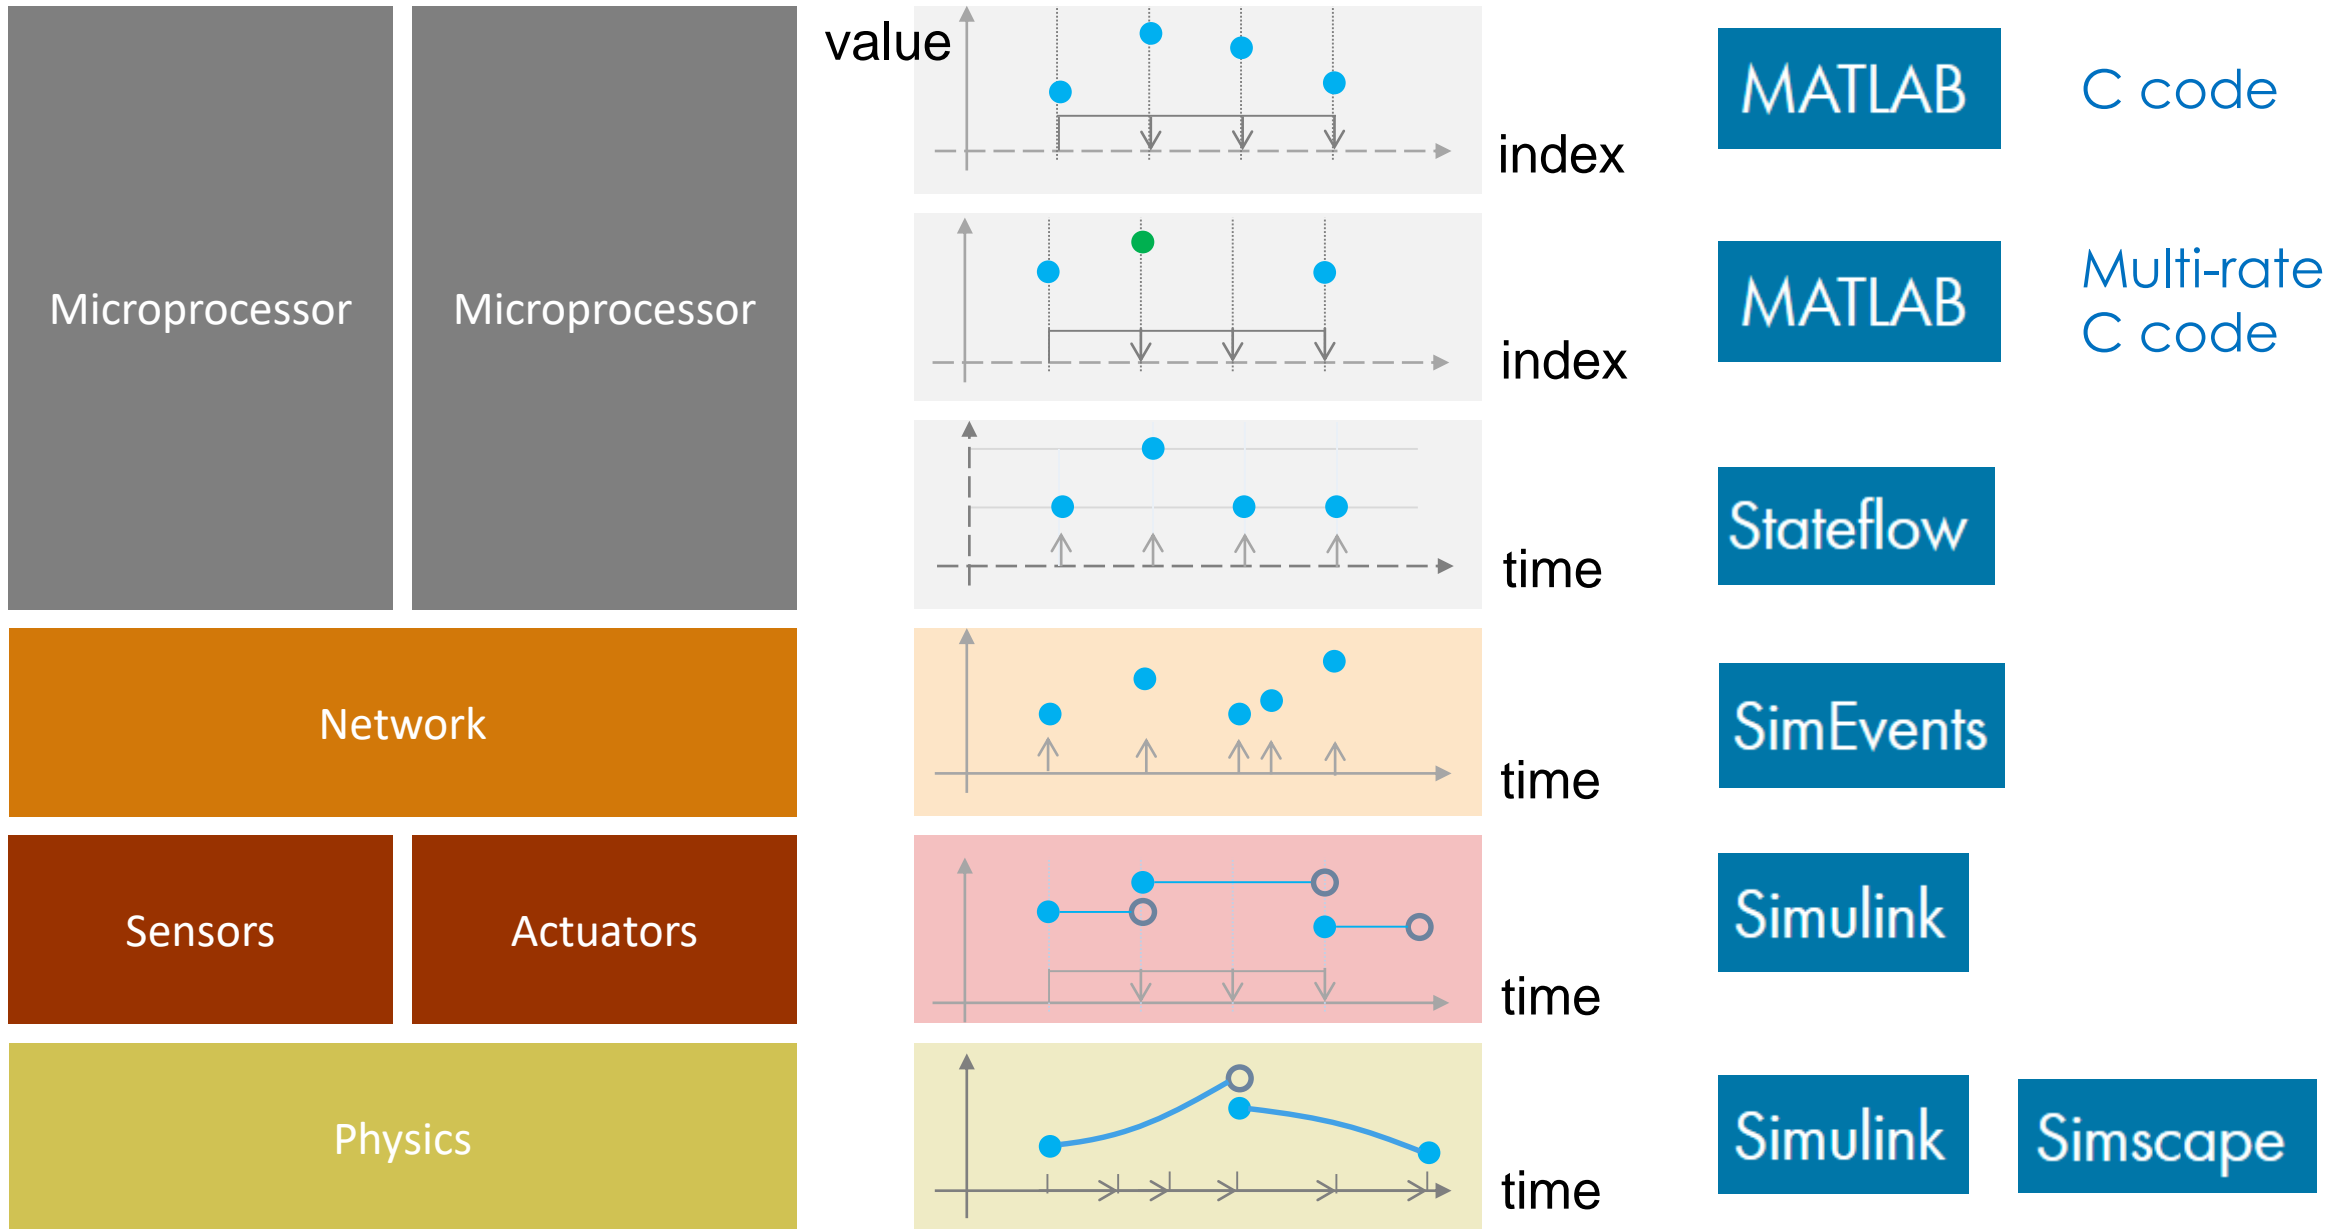 value
index
MATLAB
C code
Microprocessor
Microprocessor
index
MATLAB
Multi-rate
C code
time
Stateflow
Network
time
SimEvents
Sensors
Actuators
time
Simulink
Physics
time
Simulink
Simscape